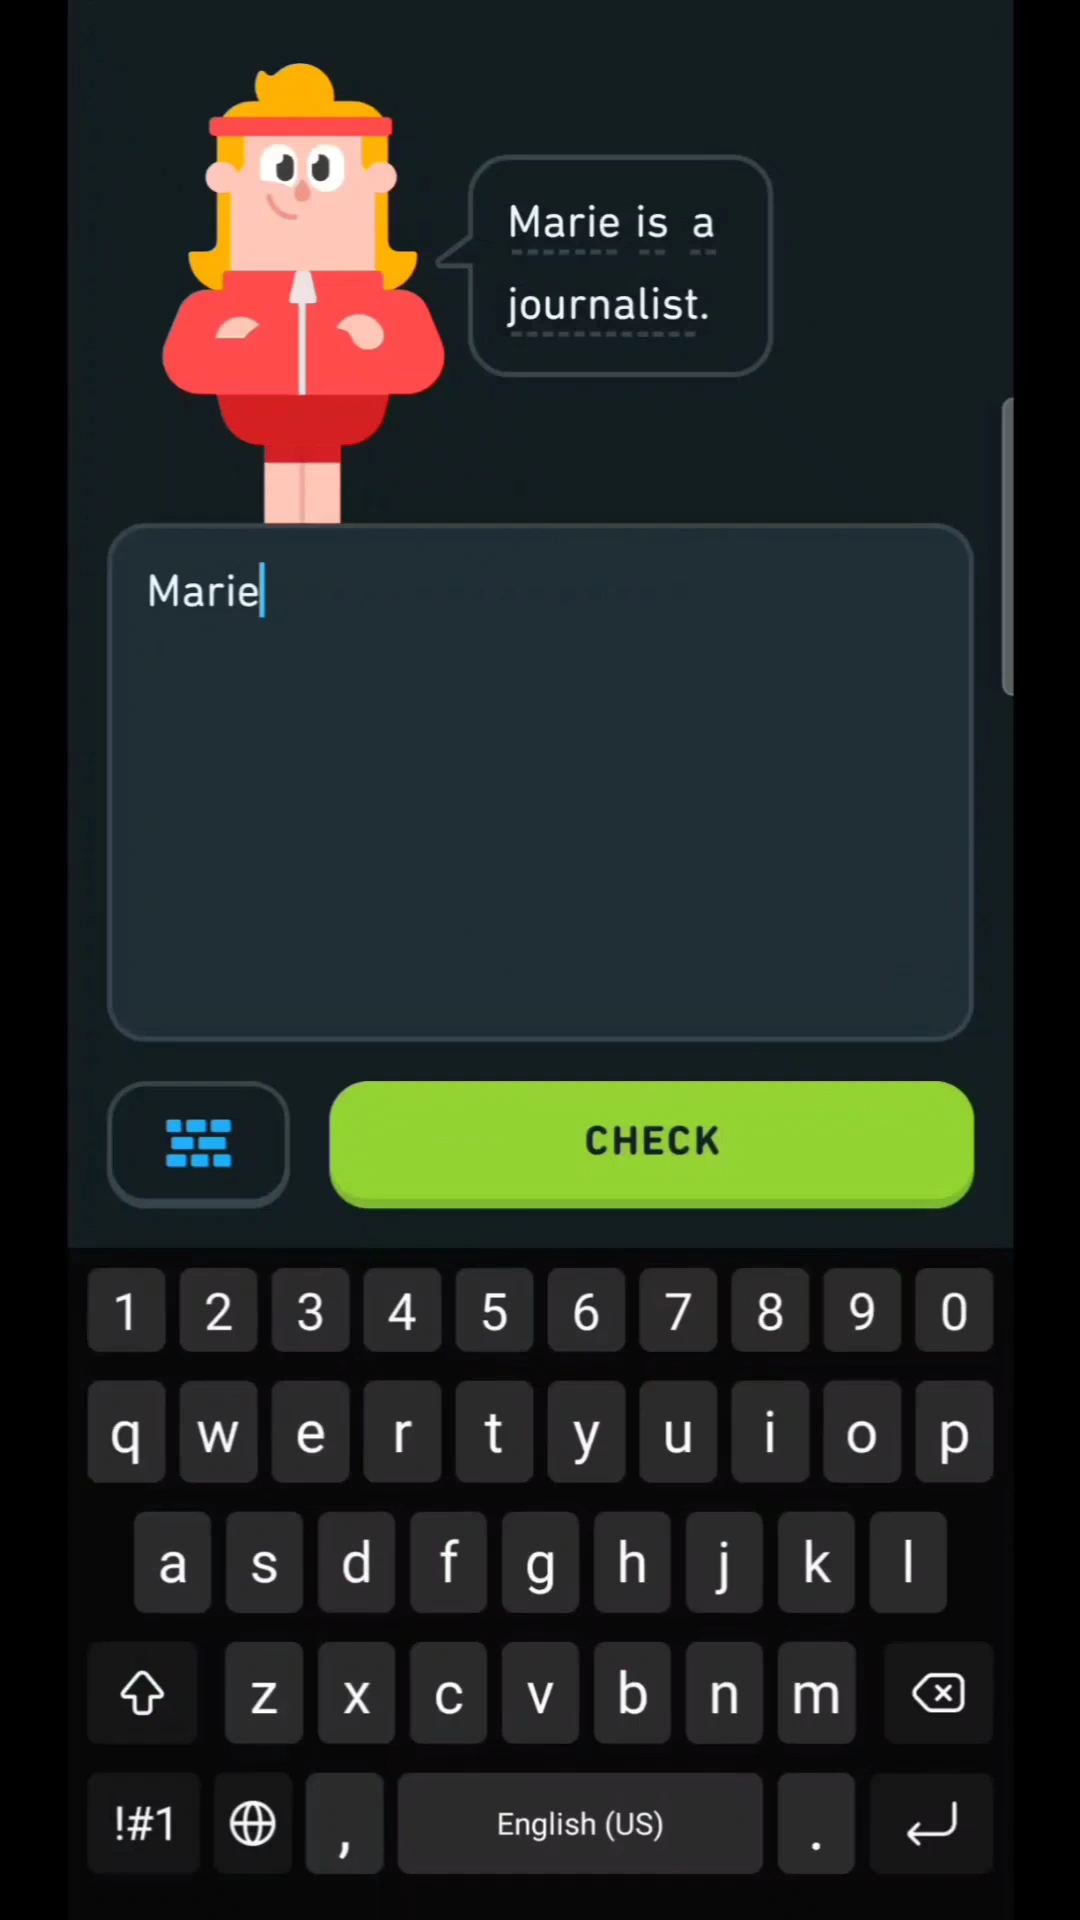 Marie is a
journalist.
Marie
CHECK
1 2 3 4 5 6 7 8 9 0
q w e r t y u i o p
a s d f g h j k l
z x c v b n m
!#1 , English (US) .